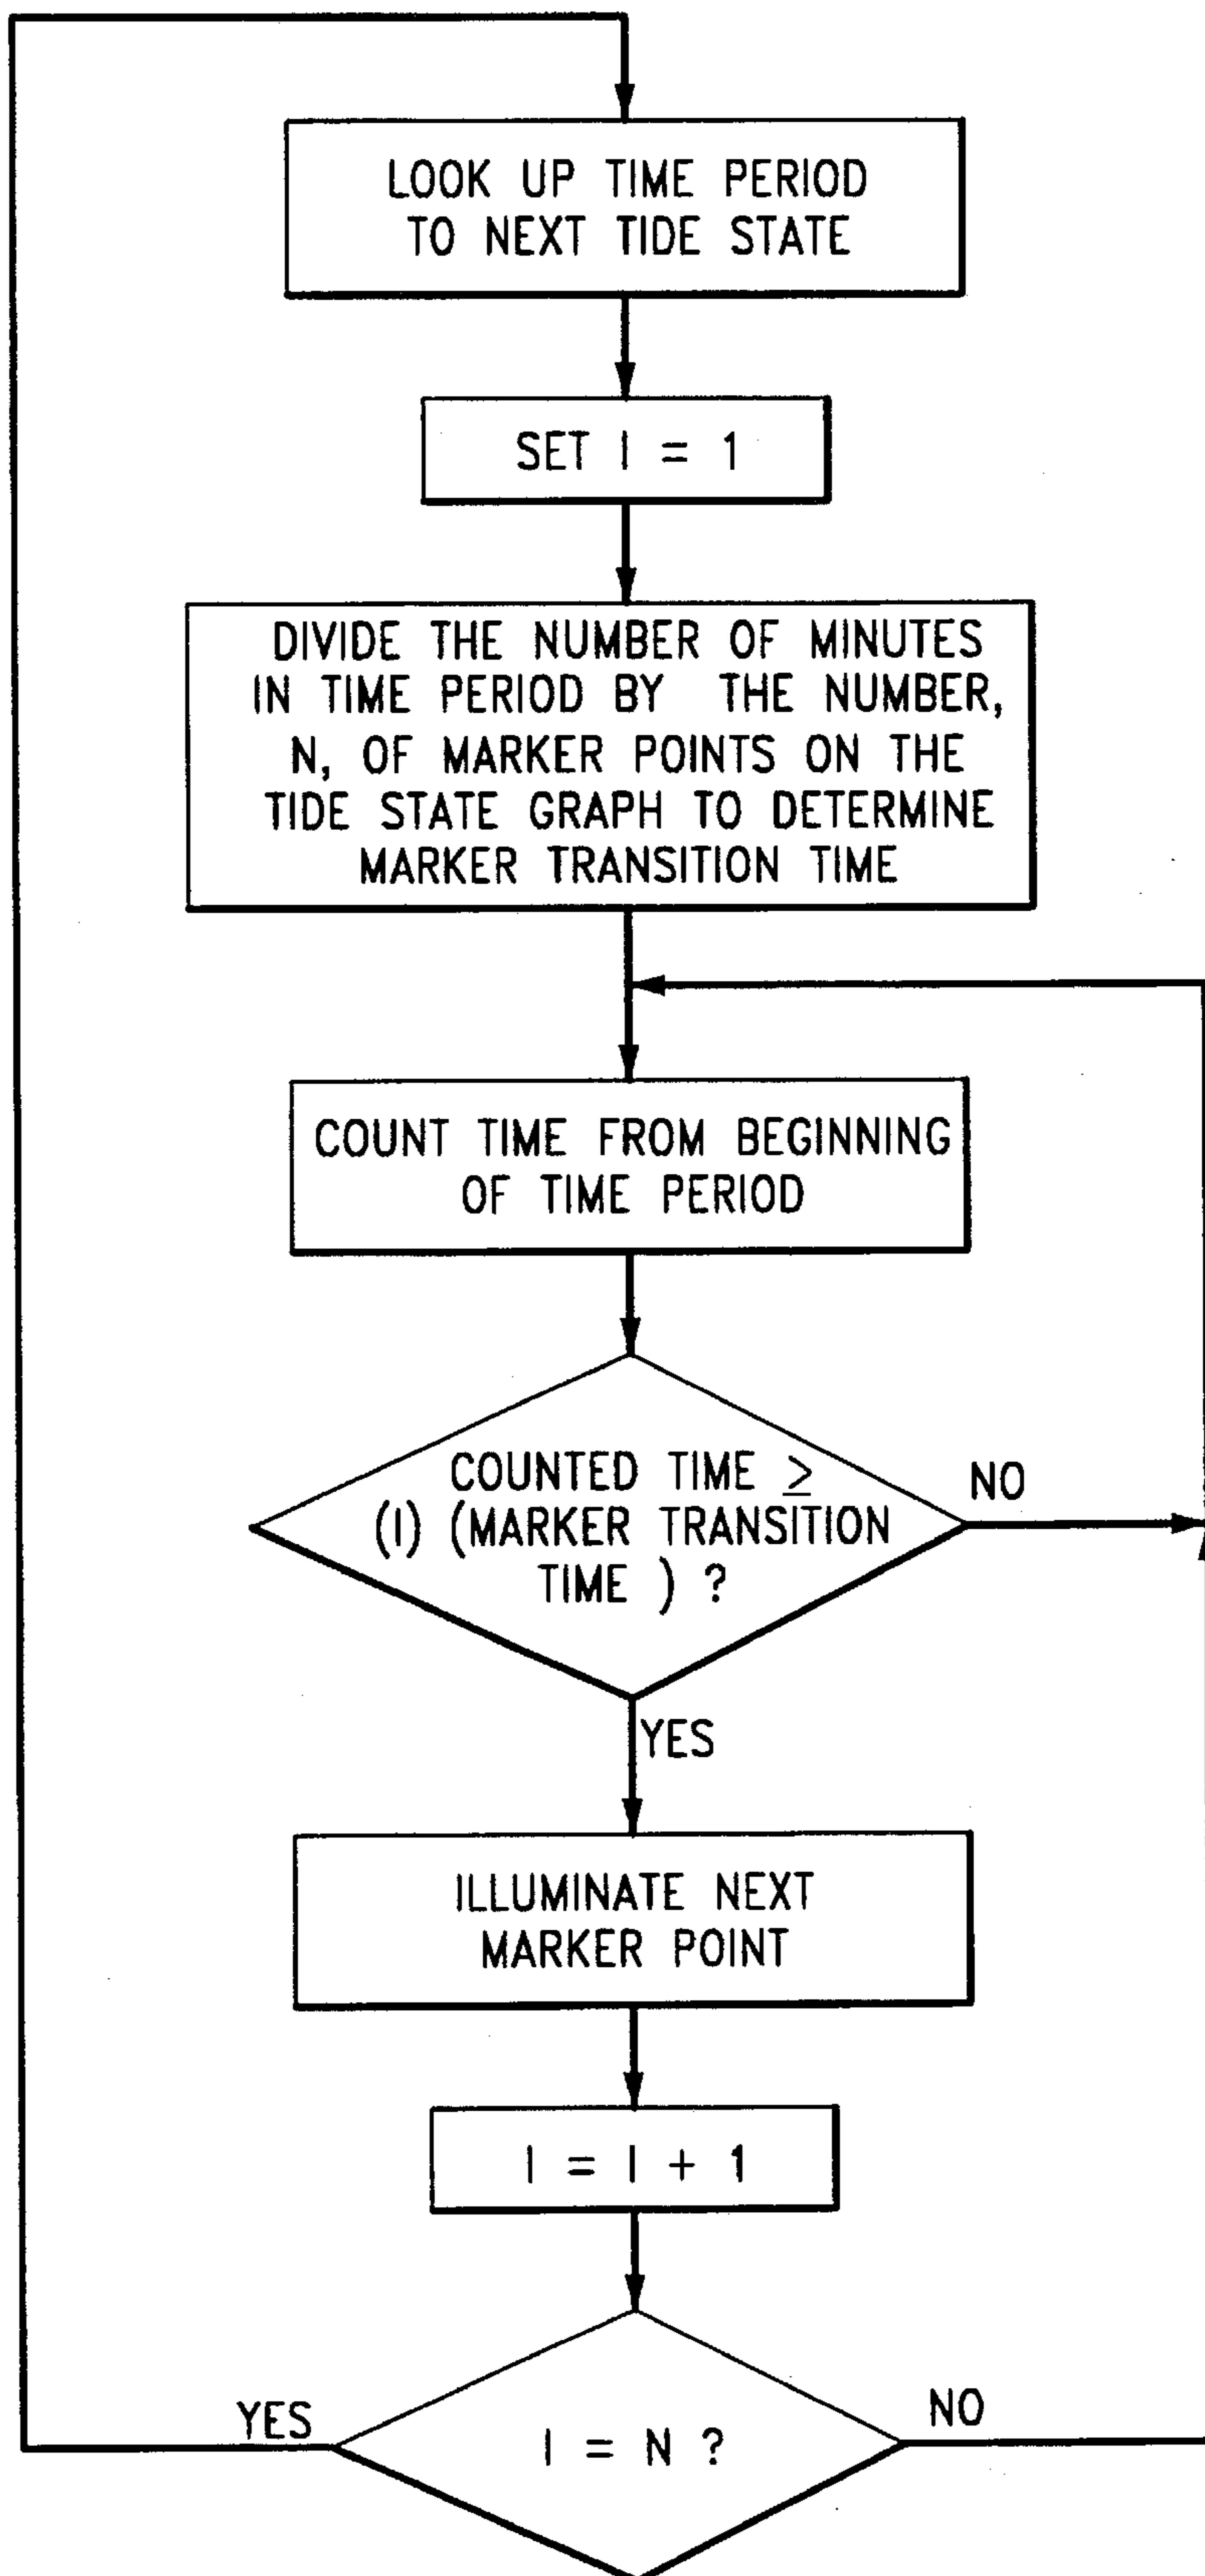 LOOK UP TIME PERIOD
TO NEXT TIDE STATE
SET I = 1
DIVIDE THE NUMBER OF MINUTES
IN TIME PERIOD BY THE NUMBER,
N, OF MARKER POINTS ON THE
TIDE STATE GRAPH TO DETERMINE
MARKER TRANSITION TIME
COUNT TIME FROM BEGINNING
OF TIME PERIOD
COUNTED TIME ≥
(I) (MARKER TRANSITION
TIME ) ?
NO
YES
ILLUMINATE NEXT
MARKER POINT
I = I + 1
YES
I = N ?
NO